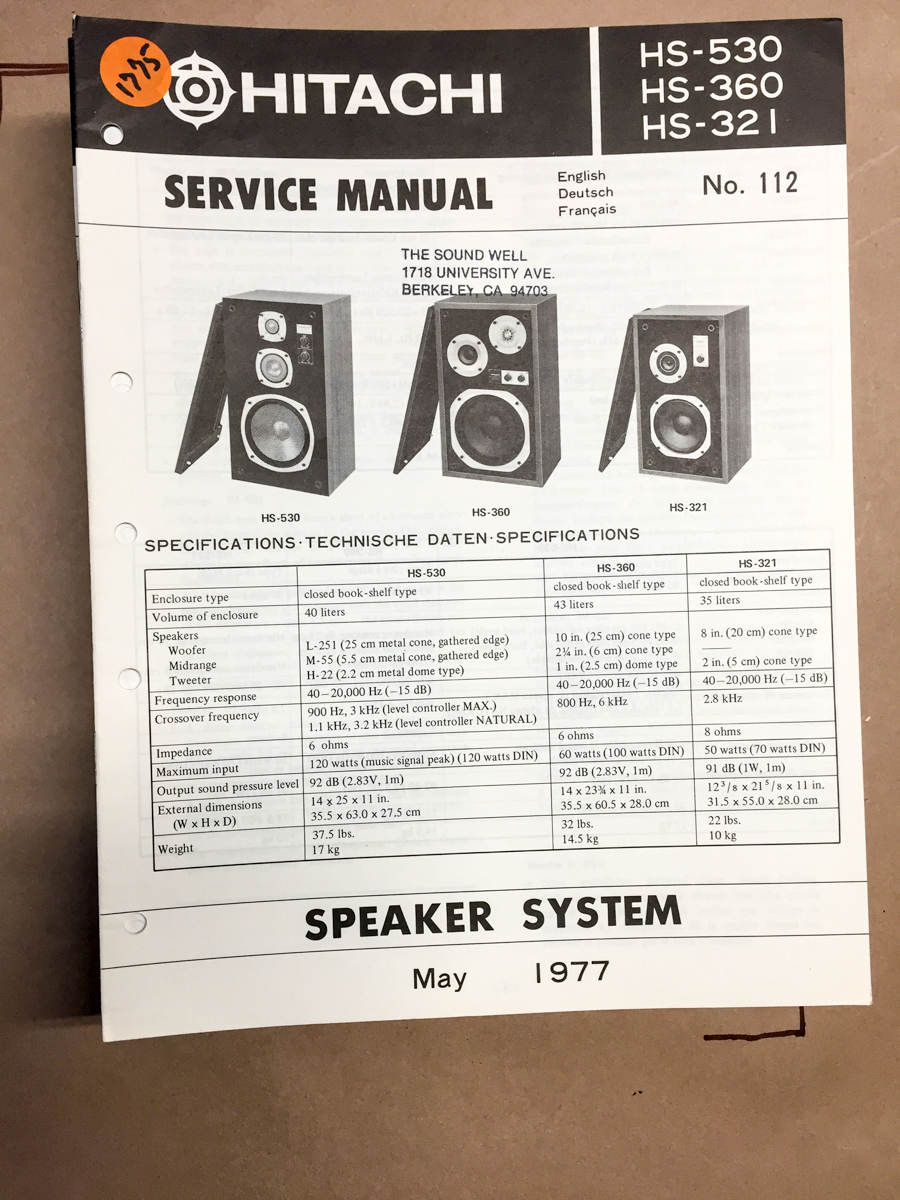 1775
HITACHI
HS-530
HS-360
HS-321
SERVICE MANUAL
English
Deutsch
Français
No. 112
THE SOUND WELL
1718 UNIVERSITY AVE.
BERKELEY, CA 94703
HS-530
HS-360
HS-321
SPECIFICATIONS·TECHNISCHE DATEN·SPECIFICATIONS
HS-530 HS-360 HS-321
Enclosure type closed book-shelf type closed book-shelf type closed book-shelf type
Volume of enclosure 40 liters 43 liters 35 liters
Speakers
Woofer L-251 (25 cm metal cone, gathered edge) 10 in. (25 cm) cone type 8 in. (20 cm) cone type
Midrange M-55 (5.5 cm metal cone, gathered edge) 2¼ in. (6 cm) cone type ———
Tweeter H-22 (2.2 cm metal dome type) 1 in. (2.5 cm) dome type 2 in. (5 cm) cone type
Frequency response 40–20,000 Hz (−15 dB) 40–20,000 Hz (−15 dB) 40–20,000 Hz (−15 dB)
Crossover frequency 900 Hz, 3 kHz (level controller MAX.) 800 Hz, 6 kHz 2.8 kHz
1.1 kHz, 3.2 kHz (level controller NATURAL)
Impedance 6 ohms 6 ohms 8 ohms
Maximum input 120 watts (music signal peak) (120 watts DIN) 60 watts (100 watts DIN) 50 watts (70 watts DIN)
Output sound pressure level 92 dB (2.83V, 1m) 92 dB (2.83V, 1m) 91 dB (1W, 1m)
External dimensions 14 x 25 x 11 in. 14 x 23¾ x 11 in. 12³/8 x 21⁵/8 x 11 in.
(W x H x D) 35.5 x 63.0 x 27.5 cm 35.5 x 60.5 x 28.0 cm 31.5 x 55.0 x 28.0 cm
Weight 37.5 lbs. 32 lbs. 22 lbs.
17 kg 14.5 kg 10 kg
SPEAKER SYSTEM
May 1977